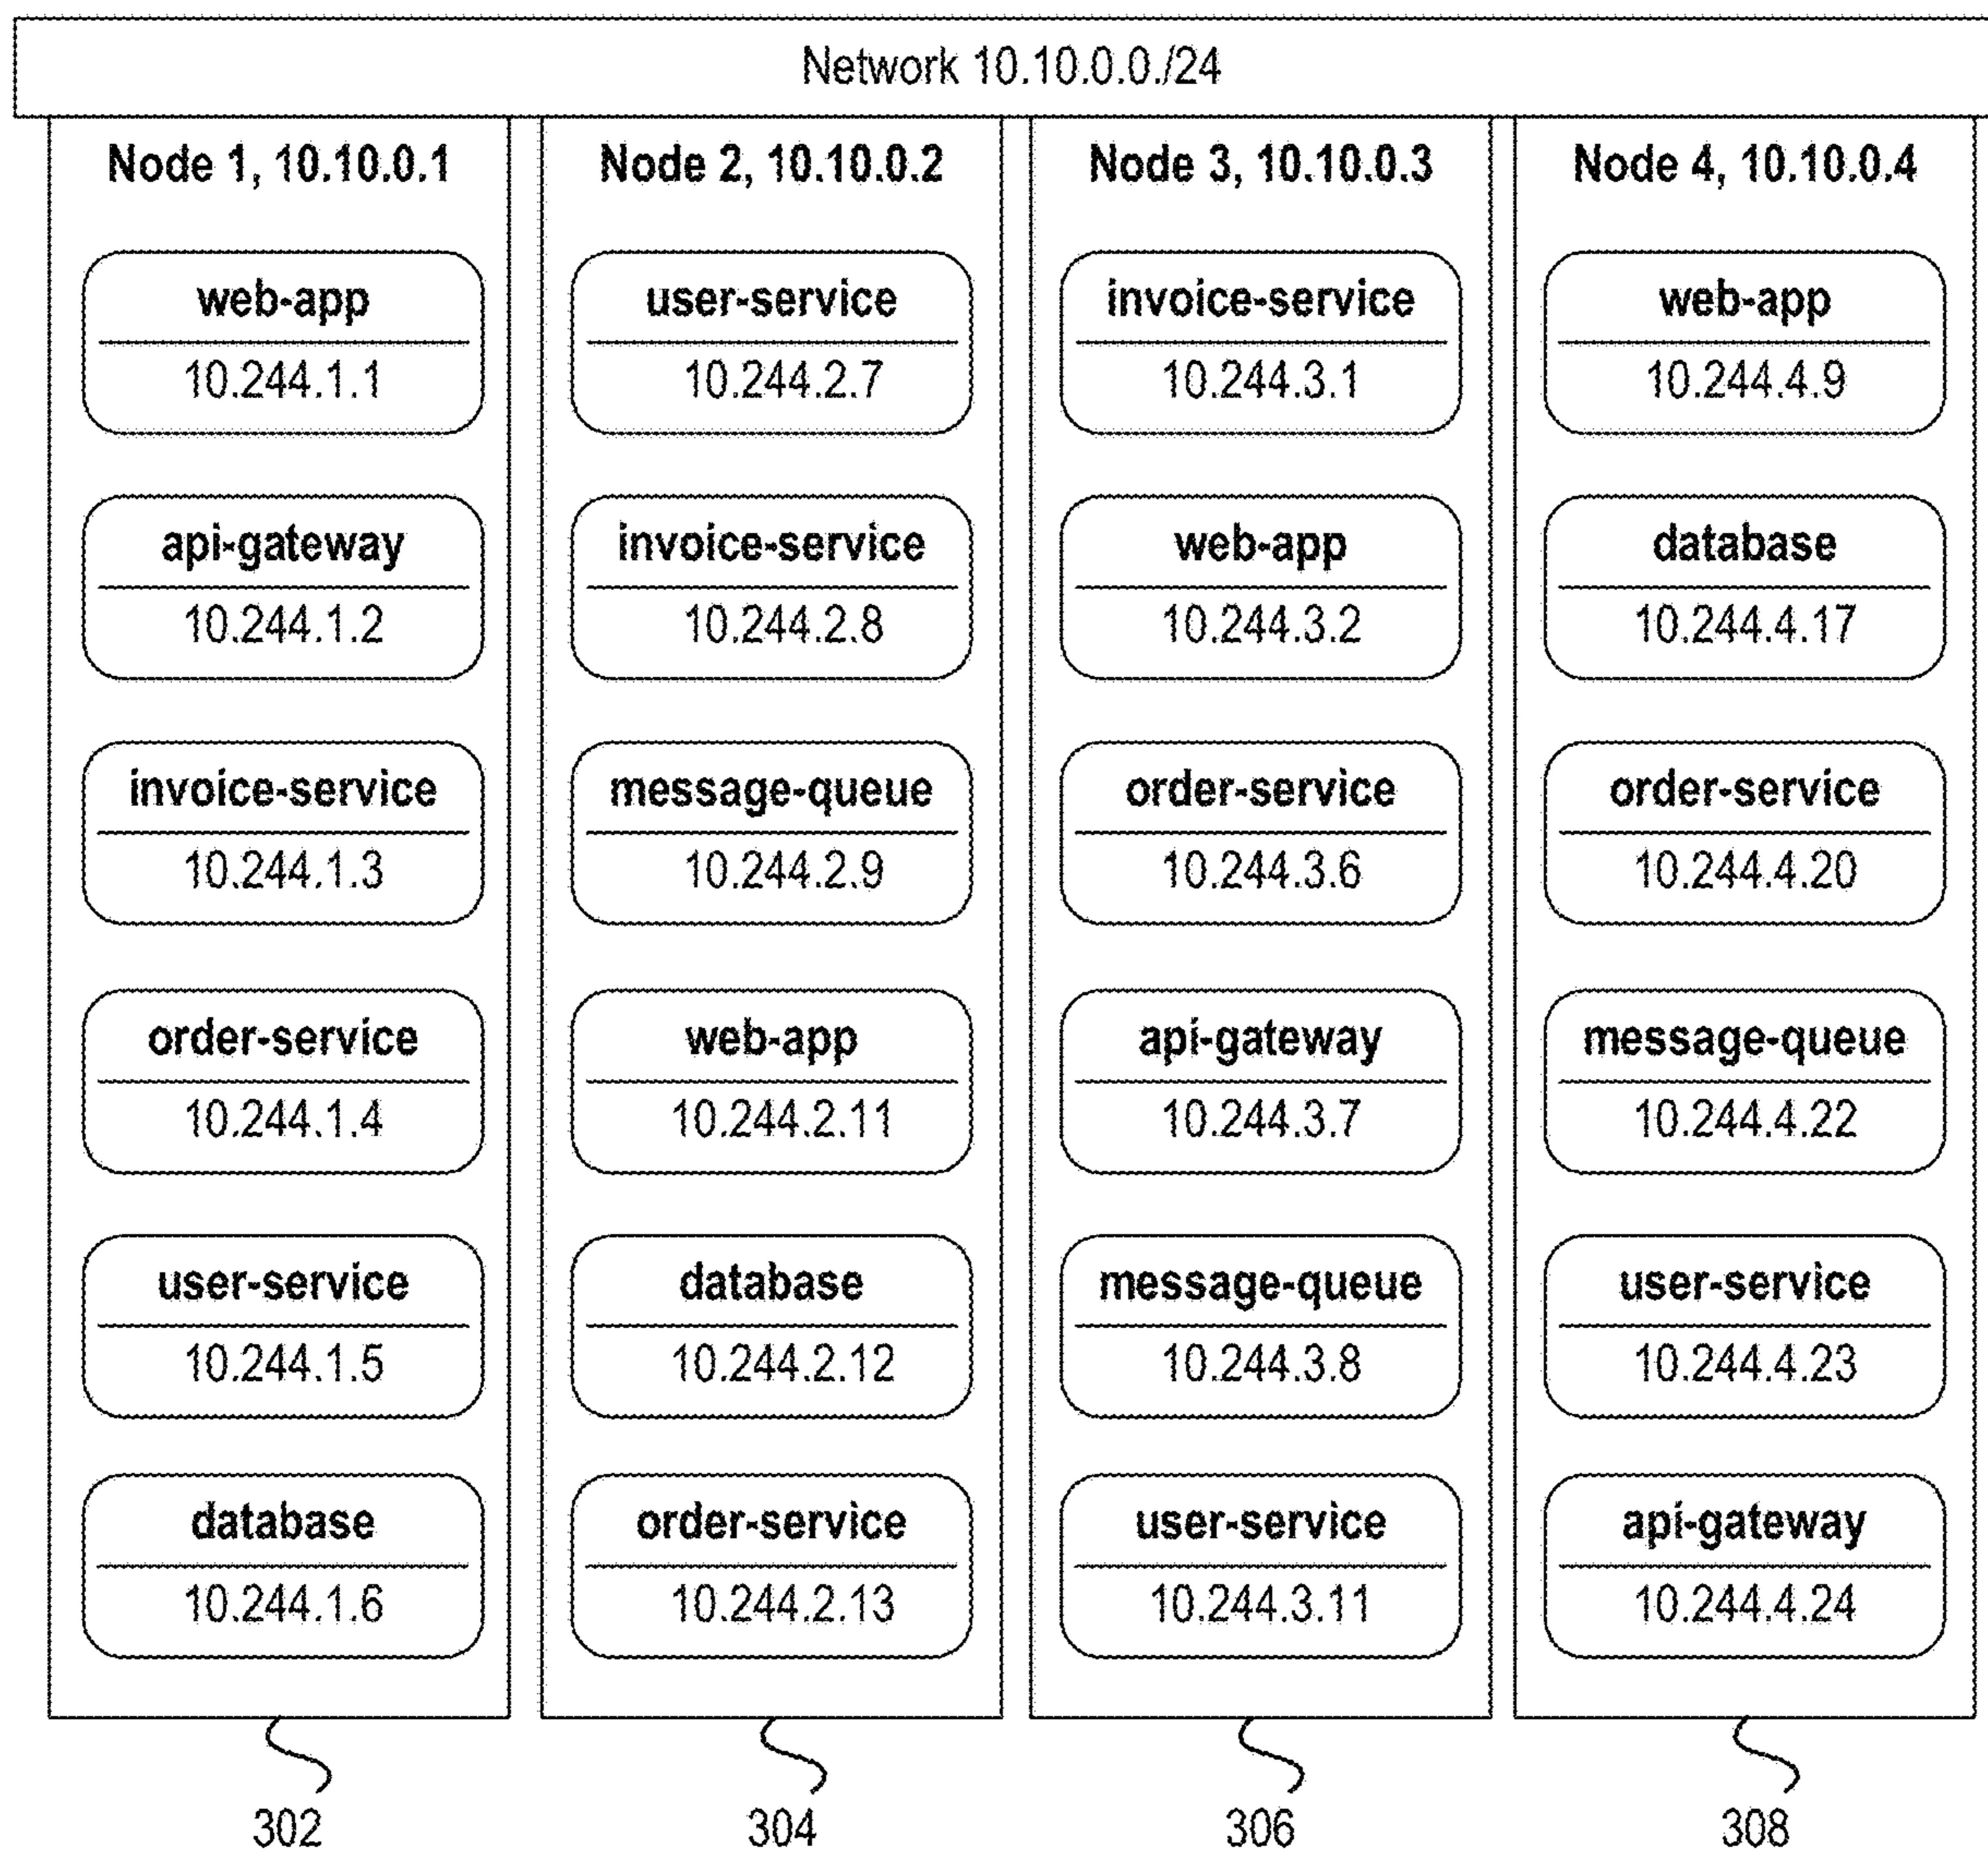 Network 10.10.0.0./24
Node 1, 10.10.0.1
web-app
10.244.1.1
api-gateway
10.244.1.2
invoice-service
10.244.1.3
order-service
10.244.1.4
user-service
10.244.1.5
database
10.244.1.6
302
Node 2, 10.10.0.2
user-service
10.244.2.7
invoice-service
10.244.2.8
message-queue
10.244.2.9
web-app
10.244.2.11
database
10.244.2.12
order-service
10.244.2.13
304
Node 3, 10.10.0.3
invoice-service
10.244.3.1
web-app
10.244.3.2
order-service
10.244.3.6
api-gateway
10.244.3.7
message-queue
10.244.3.8
user-service
10.244.3.11
306
Node 4, 10.10.0.4
web-app
10.244.4.9
database
10.244.4.17
order-service
10.244.4.20
message-queue
10.244.4.22
user-service
10.244.4.23
api-gateway
10.244.4.24
308